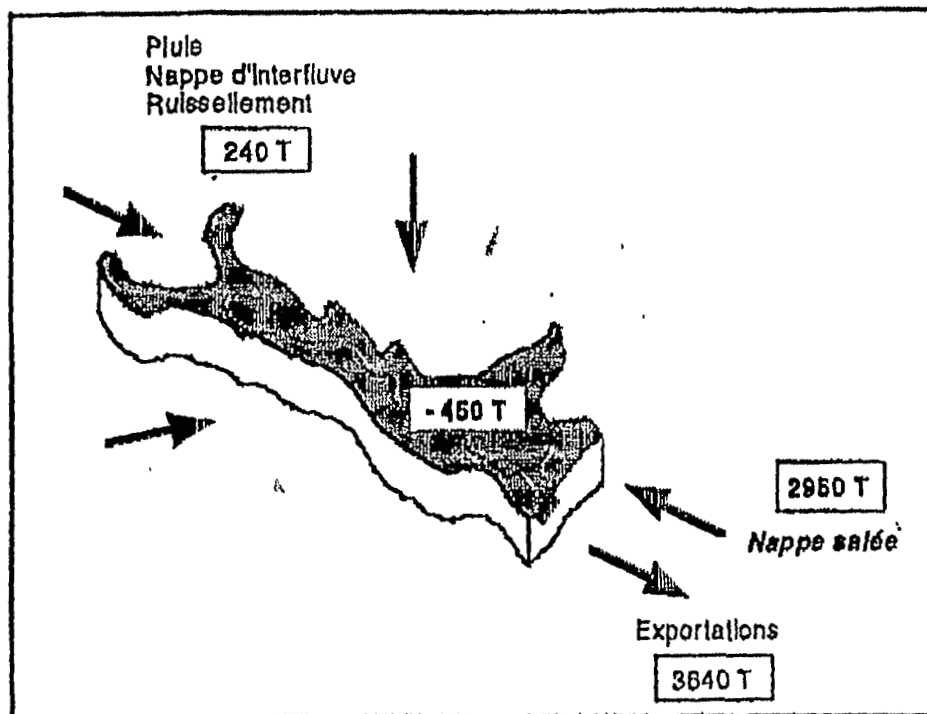 Pluie
Nappe d'Interfluve
Ruissellement
240 T
- 450 T
2950 T
Nappe salée
Exportations
3640 T